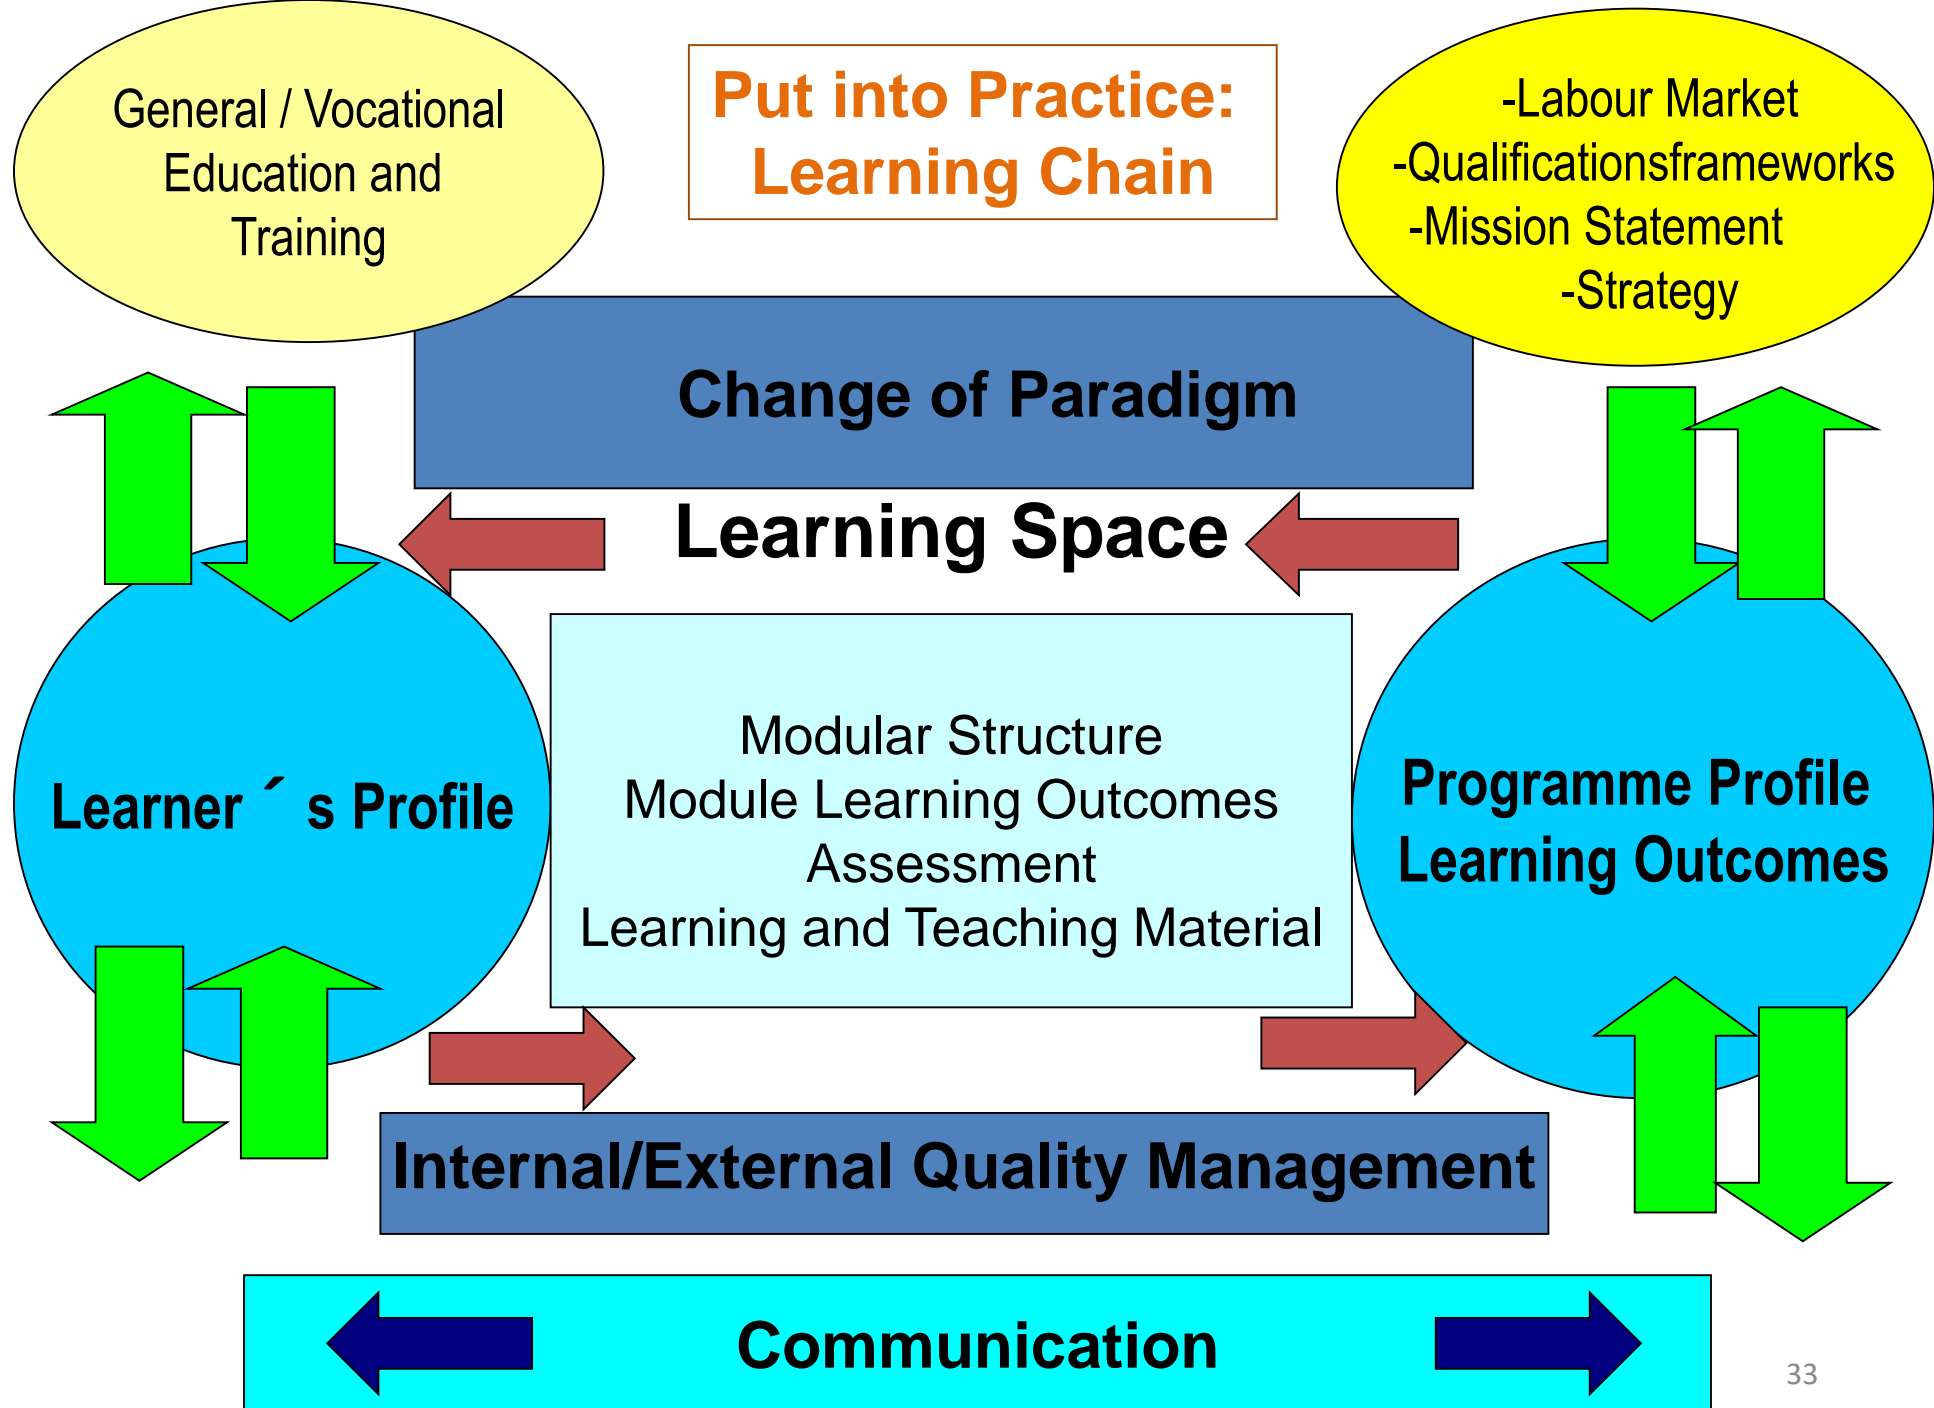 General / Vocational
Education and
Training
Put into Practice:
Learning Chain
-Labour Market
-Qualificationsframeworks
-Mission Statement
-Strategy
Change of Paradigm
Learning Space
Learner ´ s Profile
Modular Structure
Module Learning Outcomes
Assessment
Learning and Teaching Material
Programme Profile
Learning Outcomes
Internal/External Quality Management
Communication
33